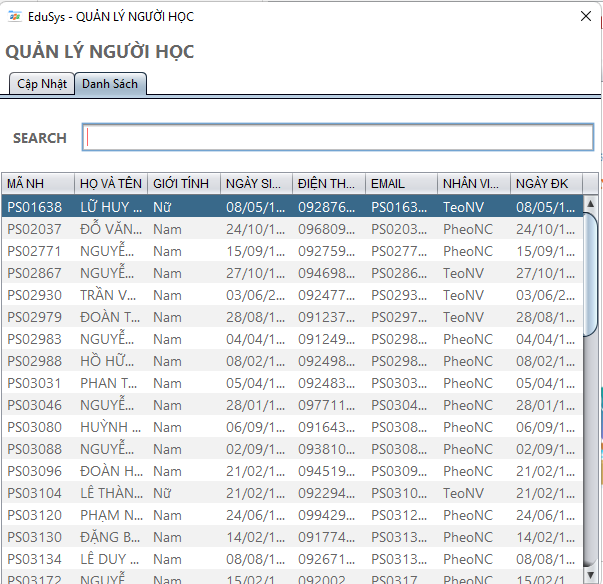 EduSys - QUẢN LÝ NGƯỜI HỌC
QUẢN LÝ NGƯỜI HỌC
Cập Nhật Danh Sách
SEARCH
MÃ NH HỌ VÀ TÊN GIỚI TÍNH NGÀY SI... ĐIỆN TH... EMAIL NHÂN VI... NGÀY ĐK
PS01638 LỮ HUY ... Nữ 08/05/1... 092876... PS0163... TeoNV 08/05/1...
PS02037 ĐỖ VĂN... Nam 24/10/1... 096809... PS0203... PheoNC 24/10/1...
PS02771 NGUYỄ... Nam 15/09/1... 092759... PS0277... PheoNC 15/09/1...
PS02867 NGUYỄ... Nam 27/10/1... 094698... PS0286... TeoNV 27/10/1...
PS02930 TRẦN V... Nam 03/06/2... 092477... PS0293... TeoNV 03/06/2...
PS02979 ĐOÀN T... Nam 28/08/1... 091237... PS0297... TeoNV 28/08/1...
PS02983 NGUYỄ... Nam 04/04/1... 091249... PS0298... PheoNC 04/04/1...
PS02988 HỒ HỮ... Nam 08/02/1... 092498... PS0298... PheoNC 08/02/1...
PS03031 PHAN T... Nam 05/04/1... 092483... PS0303... PheoNC 05/04/1...
PS03046 NGUYỄ... Nam 28/01/1... 097711... PS0304... PheoNC 28/01/1...
PS03080 HUỲNH ... Nam 06/09/1... 091643... PS0308... PheoNC 06/09/1...
PS03088 NGUYỄ... Nam 02/09/1... 093810... PS0308... PheoNC 02/09/1...
PS03096 ĐOÀN H... Nam 21/02/1... 094519... PS0309... PheoNC 21/02/1...
PS03104 LÊ THÀN... Nữ 21/02/1... 092294... PS0310... TeoNV 21/02/1...
PS03120 PHẠM N... Nam 24/06/1... 099429... PS0312... PheoNC 24/06/1...
PS03130 ĐẶNG B... Nam 14/02/1... 091774... PS0313... PheoNC 14/02/1...
PS03134 LÊ DUY ... Nam 08/08/1... 092671... PS0313... PheoNC 08/08/1...
PS03172 NGUYỄ... Nam 15/02/1... 092002... PS0317... PheoNC 15/02/1...